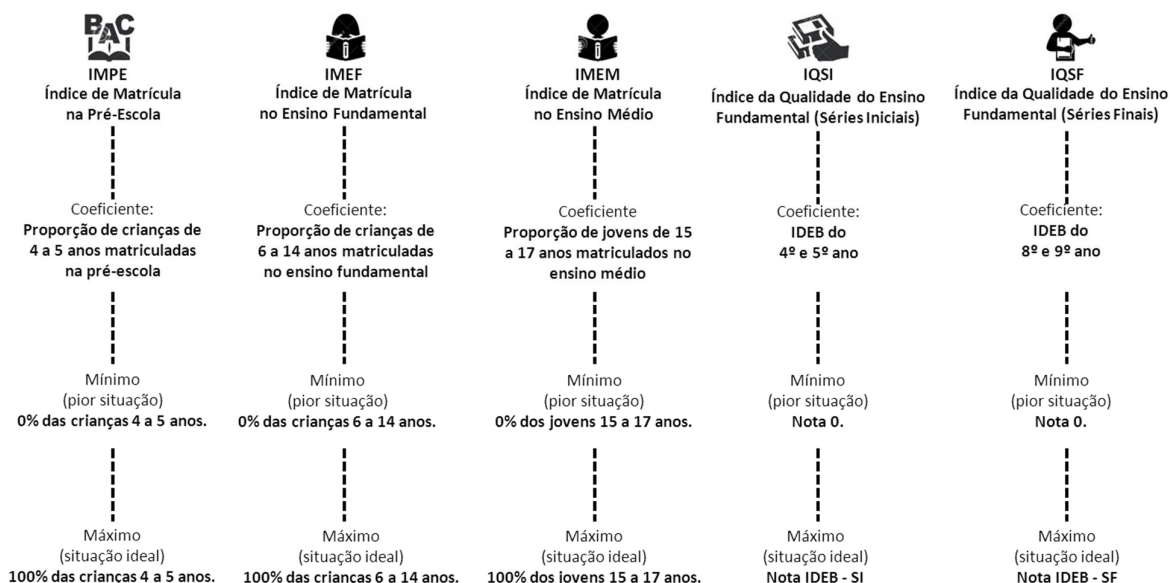 BAC
IMPE
Índice de Matrícula
na Pré-Escola
Coeficiente:
Proporção de crianças de
4 a 5 anos matriculadas
na pré-escola
Mínimo
(pior situação)
0% das crianças 4 a 5 anos.
Máximo
(situação ideal)
100% das crianças 4 a 5 anos.
IMEF
Índice de Matrícula
no Ensino Fundamental
Coeficiente:
Proporção de crianças de
6 a 14 anos matriculadas
no ensino fundamental
Mínimo
(pior situação)
0% das crianças 6 a 14 anos.
Máximo
(situação ideal)
100% das crianças 6 a 14 anos.
IMEM
Índice de Matrícula
no Ensino Médio
Coeficiente
Proporção de jovens de 15
a 17 anos matriculados no
ensino médio
Mínimo
(pior situação)
0% dos jovens 15 a 17 anos.
Máximo
(situação ideal)
100% dos jovens 15 a 17 anos.
IQSI
Índice da Qualidade do Ensino
Fundamental (Séries Iniciais)
Coeficiente:
IDEB do
4º e 5º ano
Mínimo
(pior situação)
Nota 0.
Máximo
(situação ideal)
Nota IDEB - SI
IQSF
Índice da Qualidade do Ensino
Fundamental (Séries Finais)
Coeficiente:
IDEB do
8º e 9º ano
Mínimo
(pior situação)
Nota 0.
Máximo
(situação ideal)
Nota IDEB - SF